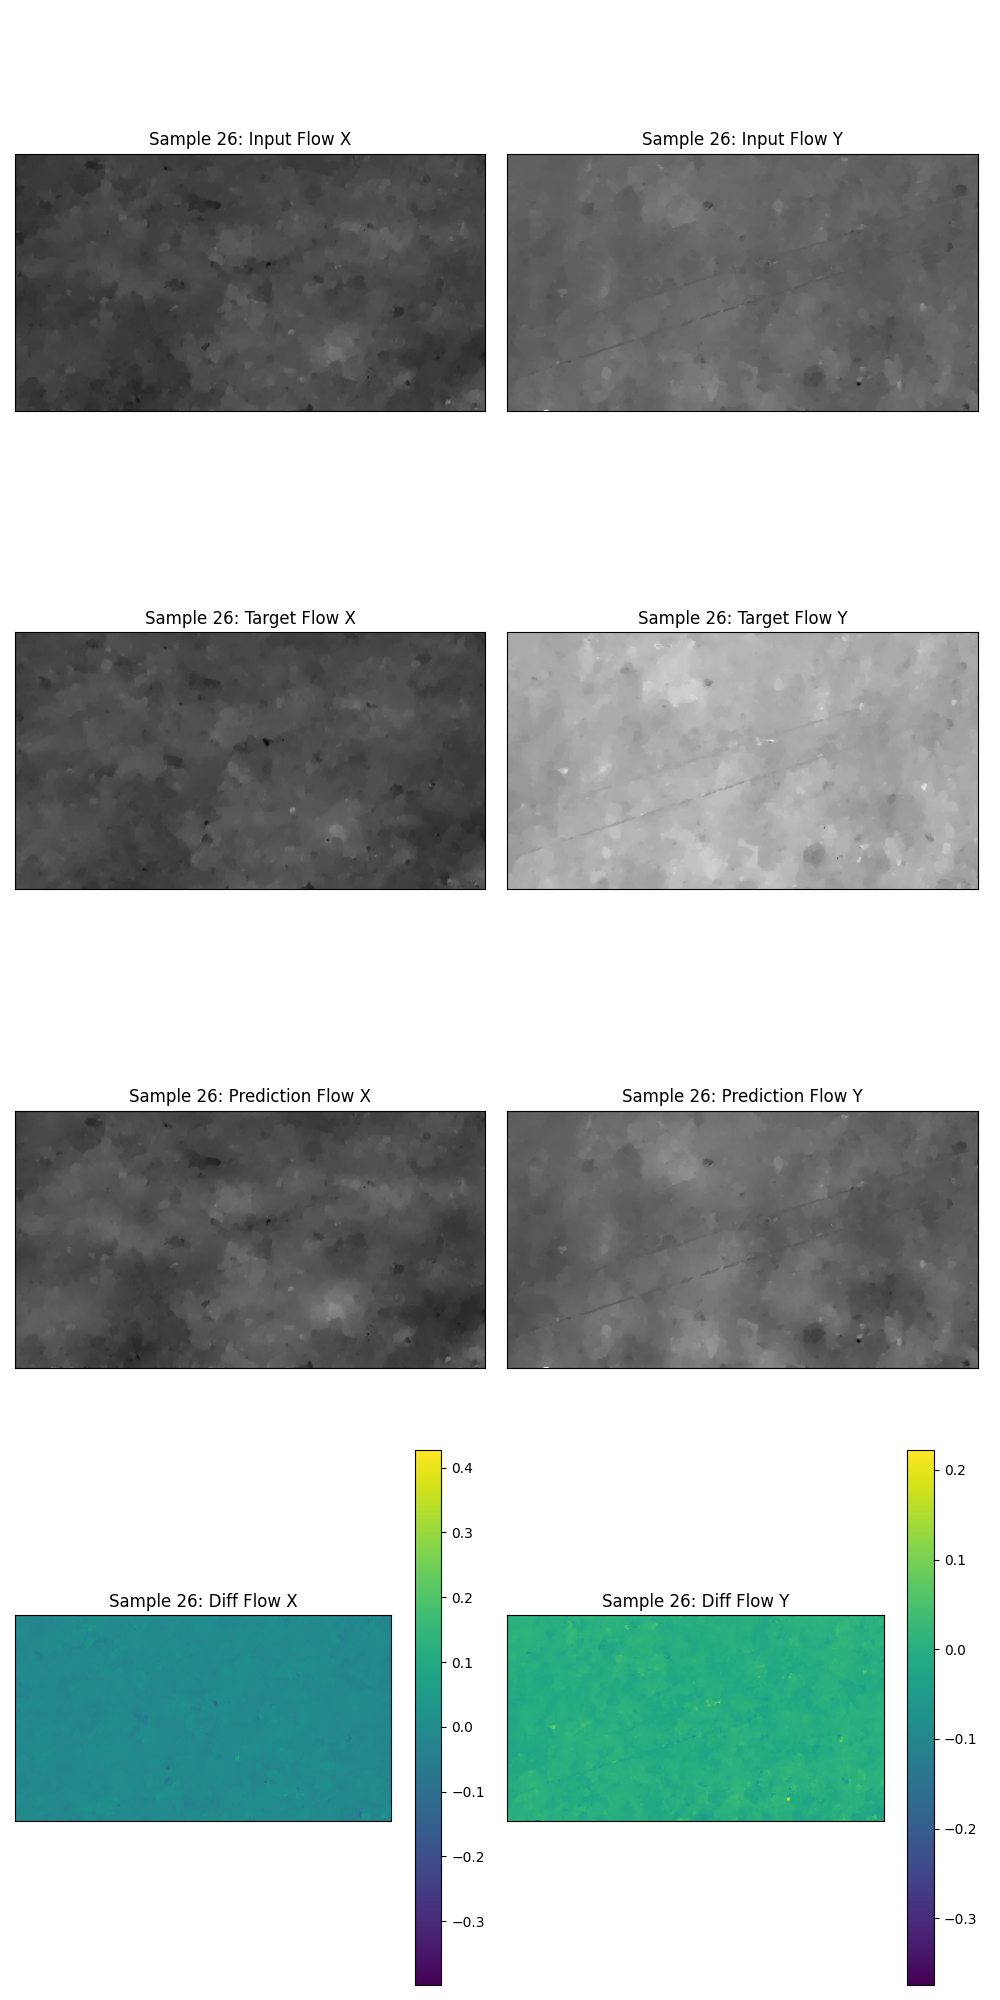 Sample 26: Input Flow X
Sample 26: Input Flow Y
Sample 26: Target Flow X
Sample 26: Target Flow Y
Sample 26: Prediction Flow X
Sample 26: Prediction Flow Y
Sample 26: Diff Flow X
0.4
0.3
0.2
0.1
0.0
−0.1
−0.2
−0.3
Sample 26: Diff Flow Y
0.2
0.1
0.0
−0.1
−0.2
−0.3